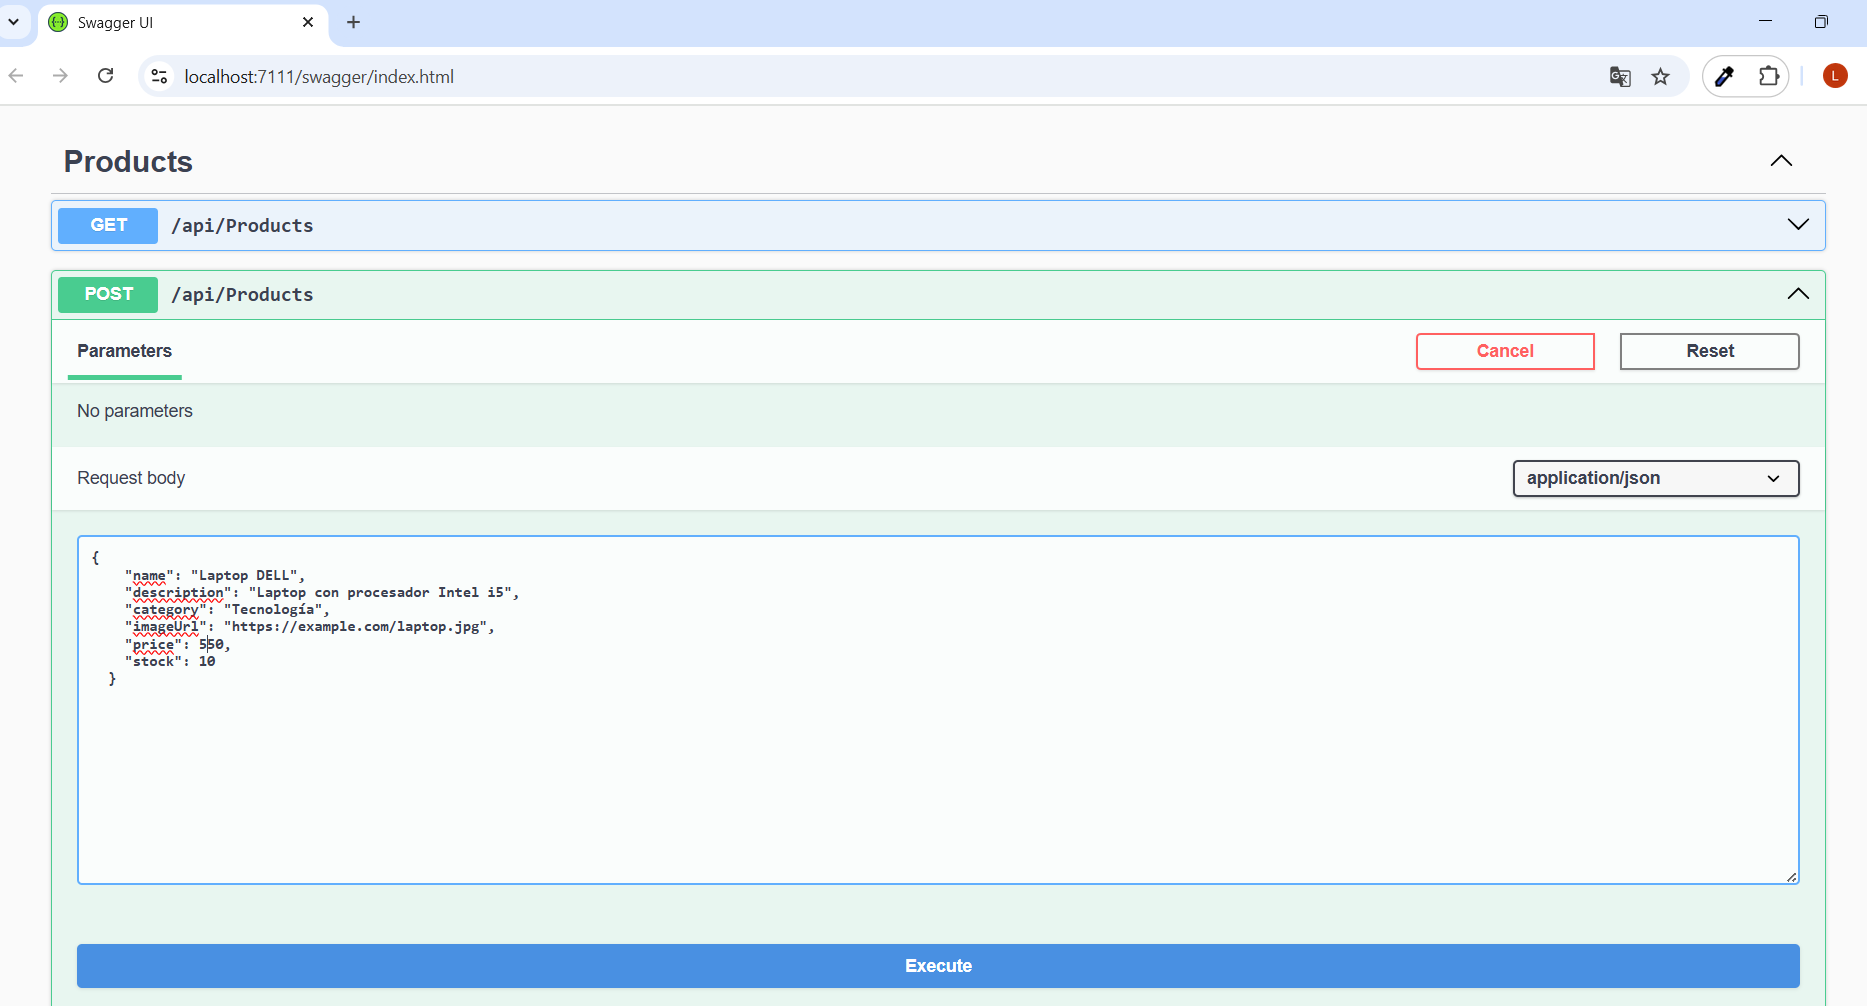 Swagger UI
localhost:7111/swagger/index.html
L
Products
GET /api/Products
POST /api/Products
Parameters
Cancel
Reset
No parameters
Request body
application/json
{
"name": "Laptop DELL",
"description": "Laptop con procesador Intel i5",
"category": "Tecnología",
"imageUrl": "https://example.com/laptop.jpg",
"price": 550,
"stock": 10
}
Execute